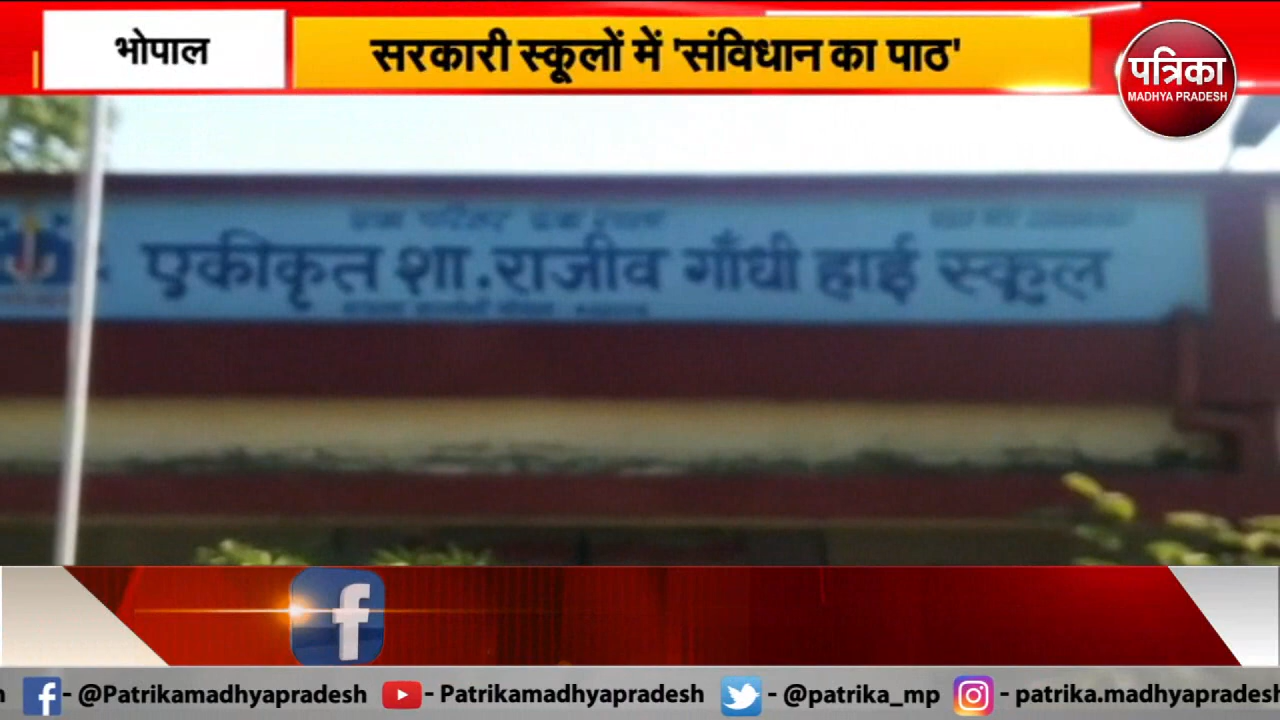 भोपाल
सरकारी स्कूलों में 'संविधान का पाठ'
पत्रिका
MADHYA PRADESH
एकीकृत शा. राजीव गाँधी हाई स्कूल
- @Patrikamadhyapradesh - Patrikamadhyapradesh - @patrika_mp - patrika.madhyapradesh